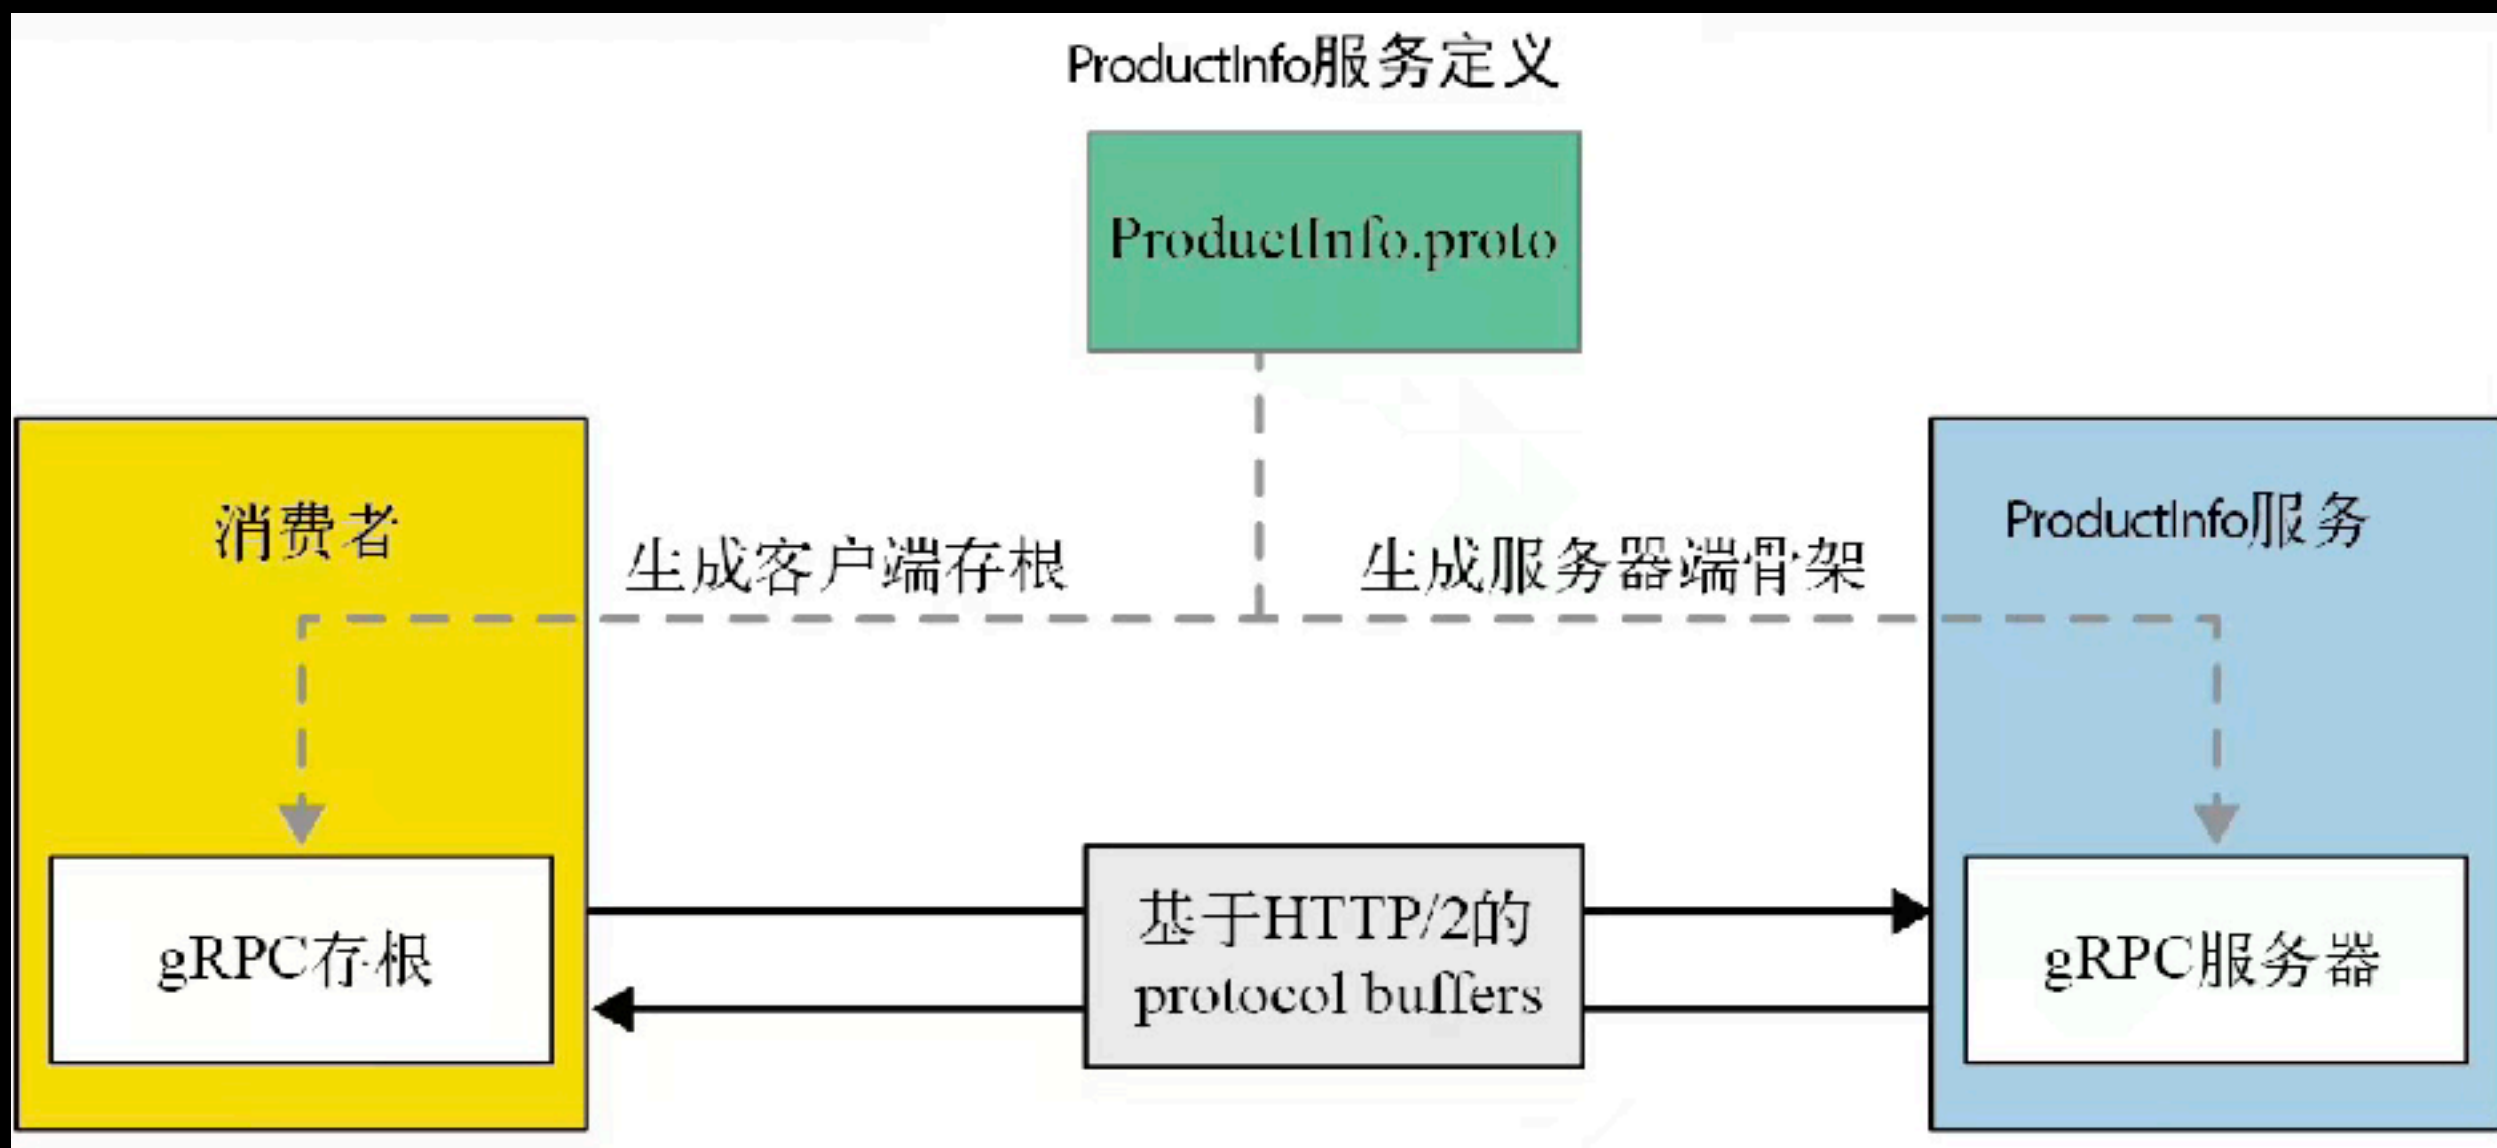 ProductInfo服务定义
ProductInfo.proto
消费者
生成客户端存根
生成服务器端骨架
ProductInfo服务
gRPC存根
基于HTTP/2的
protocol buffers
gRPC服务器